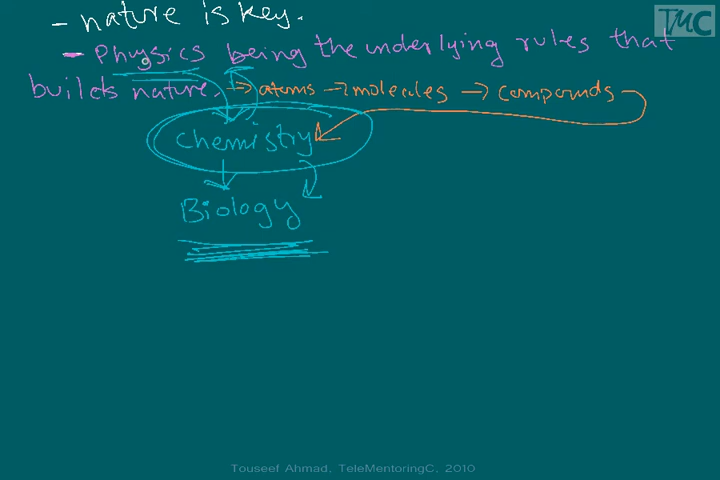 - nature is key.
TMC
- Physics being the underlying rules that
builds nature. → atoms → molecules → compounds
Chemistry
Biology
Touseef Ahmad, TeleMentoringC, 2010